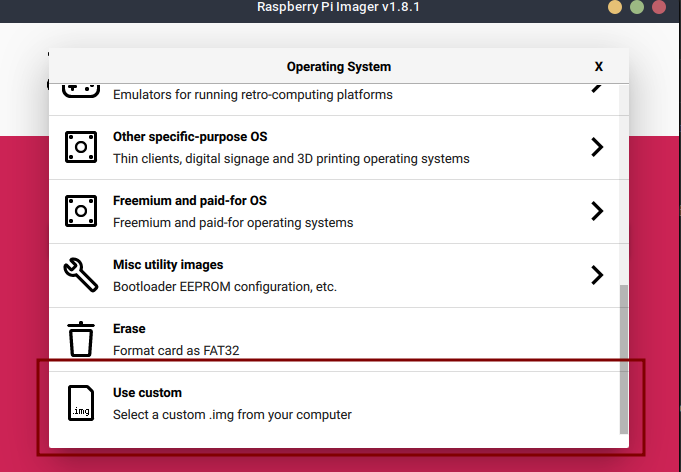 Raspberry Pi Imager v1.8.1
Operating System
X
Emulators for running retro-computing platforms
Other specific-purpose OS
Thin clients, digital signage and 3D printing operating systems
Freemium and paid-for OS
Freemium and paid-for operating systems
Misc utility images
Bootloader EEPROM configuration, etc.
Erase
Format card as FAT32
Use custom
.img
Select a custom .img from your computer